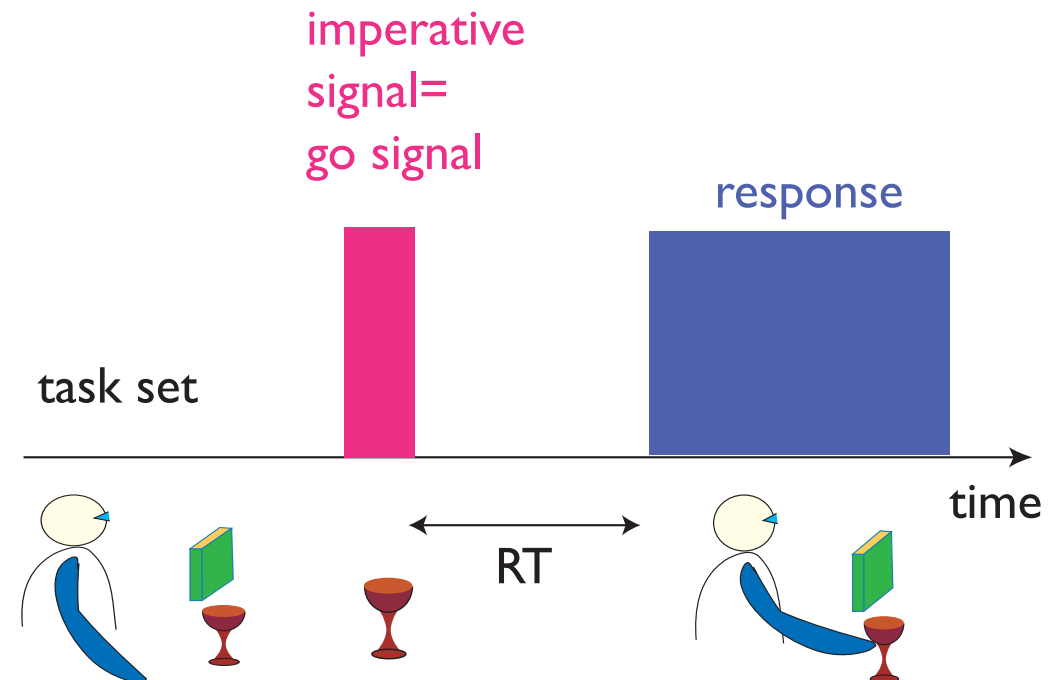 imperative
signal=
go signal
response
task set
time
RT